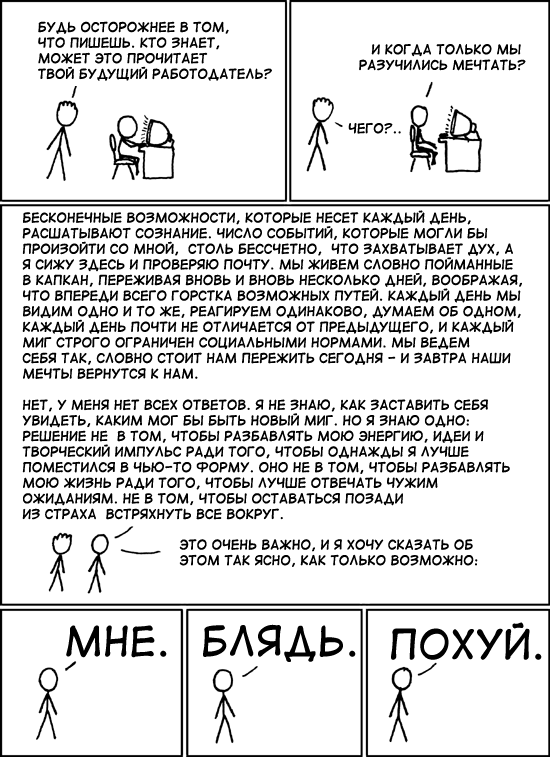 БУДЬ ОСТОРОЖНЕЕ В ТОМ,
ЧТО ПИШЕШЬ. КТО ЗНАЕТ,
МОЖЕТ ЭТО ПРОЧИТАЕТ
ТВОЙ БУДУЩИЙ РАБОТОДАТЕЛЬ?
И КОГДА ТОЛЬКО МЫ
РАЗУЧИЛИСЬ МЕЧТАТЬ?
ЧЕГО?..
БЕСКОНЕЧНЫЕ ВОЗМОЖНОСТИ, КОТОРЫЕ НЕСЕТ КАЖДЫЙ ДЕНЬ,
РАСШАТЫВАЮТ СОЗНАНИЕ. ЧИСЛО СОБЫТИЙ, КОТОРЫЕ МОГЛИ БЫ
ПРОИЗОЙТИ СО МНОЙ, СТОЛЬ БЕССЧЕТНО, ЧТО ЗАХВАТЫВАЕТ ДУХ, А
Я СИЖУ ЗДЕСЬ И ПРОВЕРЯЮ ПОЧТУ. МЫ ЖИВЕМ СЛОВНО ПОЙМАННЫЕ
В КАПКАН, ПЕРЕЖИВАЯ ВНОВЬ И ВНОВЬ НЕСКОЛЬКО ДНЕЙ, ВООБРАЖАЯ,
ЧТО ВПЕРЕДИ ВСЕГО ГОРСТКА ВОЗМОЖНЫХ ПУТЕЙ. КАЖДЫЙ ДЕНЬ МЫ
ВИДИМ ОДНО И ТО ЖЕ, РЕАГИРУЕМ ОДИНАКОВО, ДУМАЕМ ОБ ОДНОМ,
КАЖДЫЙ ДЕНЬ ПОЧТИ НЕ ОТЛИЧАЕТСЯ ОТ ПРЕДЫДУЩЕГО, И КАЖДЫЙ
МИГ СТРОГО ОГРАНИЧЕН СОЦИАЛЬНЫМИ НОРМАМИ. МЫ ВЕДЕМ
СЕБЯ ТАК, СЛОВНО СТОИТ НАМ ПЕРЕЖИТЬ СЕГОДНЯ - И ЗАВТРА НАШИ
МЕЧТЫ ВЕРНУТСЯ К НАМ.
НЕТ, У МЕНЯ НЕТ ВСЕХ ОТВЕТОВ. Я НЕ ЗНАЮ, КАК ЗАСТАВИТЬ СЕБЯ
УВИДЕТЬ, КАКИМ МОГ БЫ БЫТЬ НОВЫЙ МИГ. НО Я ЗНАЮ ОДНО:
РЕШЕНИЕ НЕ В ТОМ, ЧТОБЫ РАЗБАВЛЯТЬ МОЮ ЭНЕРГИЮ, ИДЕИ И
ТВОРЧЕСКИЙ ИМПУЛЬС РАДИ ТОГО, ЧТОБЫ ОДНАЖДЫ Я ЛУЧШЕ
ПОМЕСТИЛСЯ В ЧЬЮ-ТО ФОРМУ. ОНО НЕ В ТОМ, ЧТОБЫ РАЗБАВЛЯТЬ
МОЮ ЖИЗНЬ РАДИ ТОГО, ЧТОБЫ ЛУЧШЕ ОТВЕЧАТЬ ЧУЖИМ
ОЖИДАНИЯМ. НЕ В ТОМ, ЧТОБЫ ОСТАВАТЬСЯ ПОЗАДИ
ИЗ СТРАХА ВСТРЯХНУТЬ ВСЕ ВОКРУГ.
ЭТО ОЧЕНЬ ВАЖНО, И Я ХОЧУ СКАЗАТЬ ОБ
ЭТОМ ТАК ЯСНО, КАК ТОЛЬКО ВОЗМОЖНО:
МНЕ.
БЛЯДЬ.
ПОХУЙ.